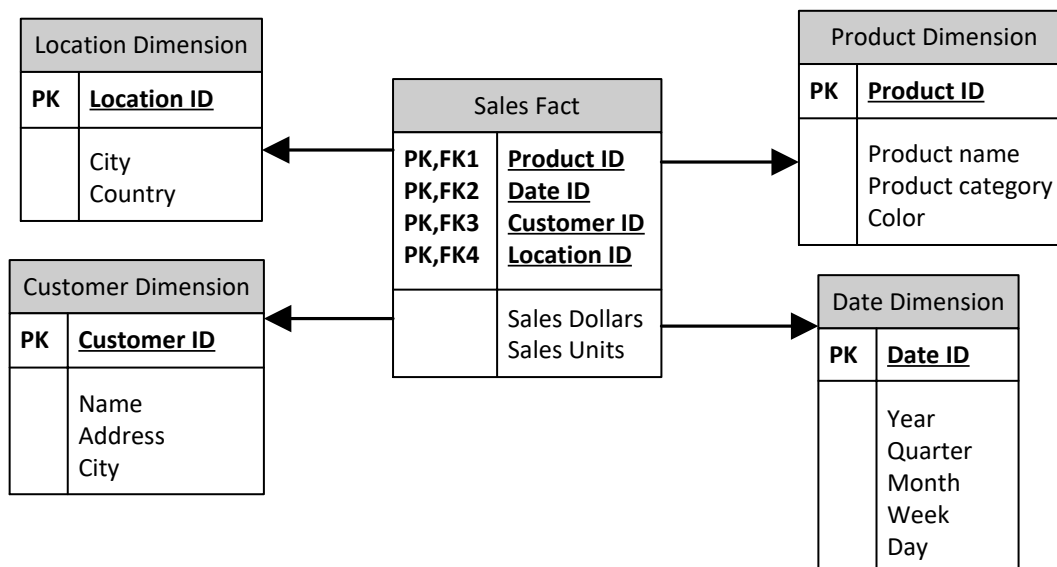 Location Dimension
PK Location ID
City
Country
Customer Dimension
PK Customer ID
Name
Address
City
Sales Fact
PK,FK1 Product ID
PK,FK2 Date ID
PK,FK3 Customer ID
PK,FK4 Location ID
Sales Dollars
Sales Units
Product Dimension
PK Product ID
Product name
Product category
Color
Date Dimension
PK Date ID
Year
Quarter
Month
Week
Day